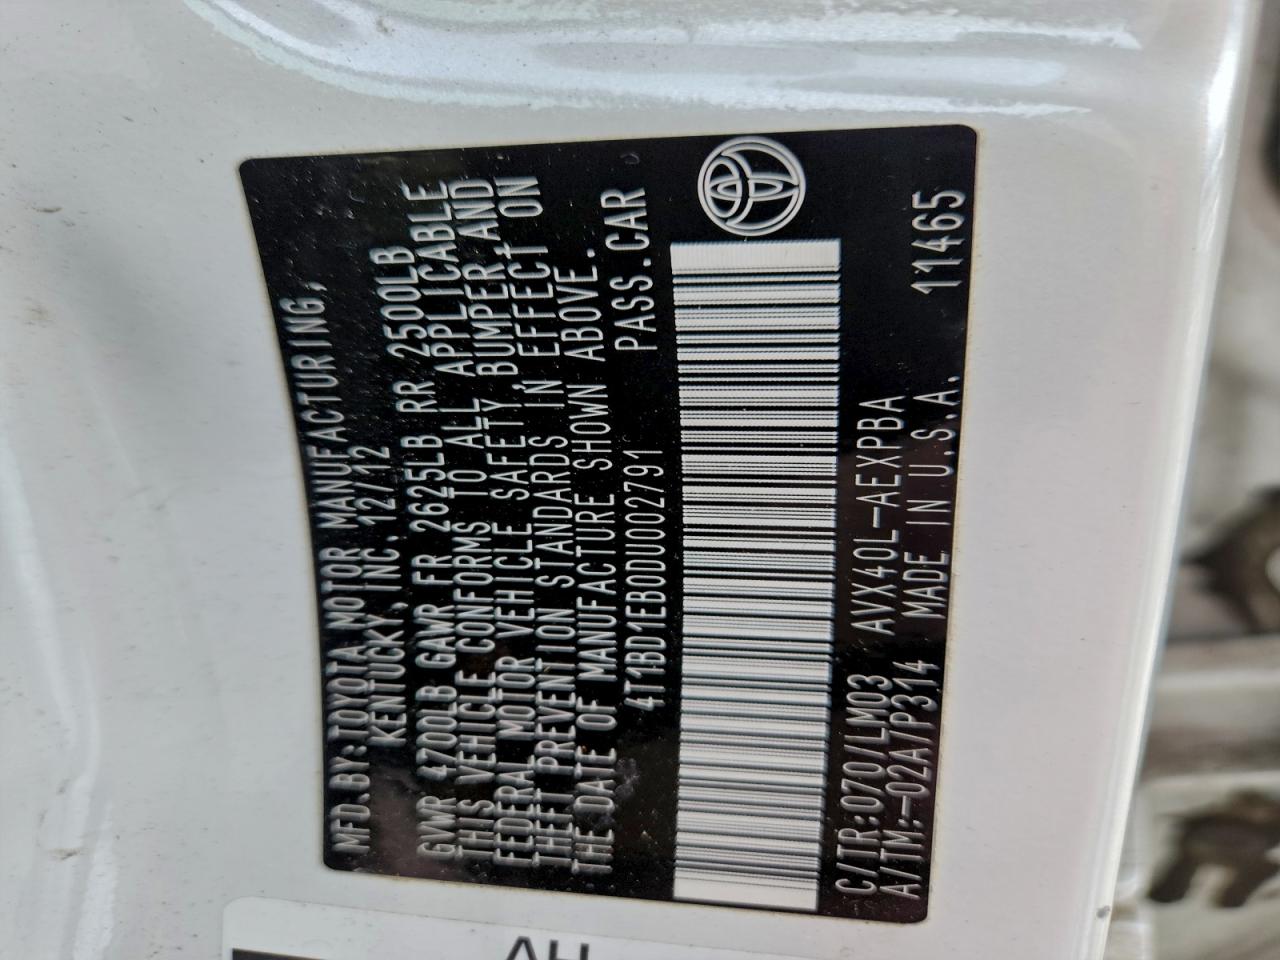 MFD.BY:TOYOTA MOTOR MANUFACTURING,
KENTUCKY,INC. 12/12
GVWR 4700LB GAWR FR 2625LB RR 2500LB
THIS VEHICLE CONFORMS TO ALL APPLICABLE
FEDERAL MOTOR VEHICLE SAFETY,BUMPER,AND
THEFT PREVENTION STANDARDS IN EFFECT ON
THE DATE OF MANUFACTURE SHOWN ABOVE.
4T1BD1EB0DU002791 PASS.CAR
C/TR:070/LM03 AVX40L-AEXPBA 11465
A/TM:-02A/P314 MADE IN U.S.A.